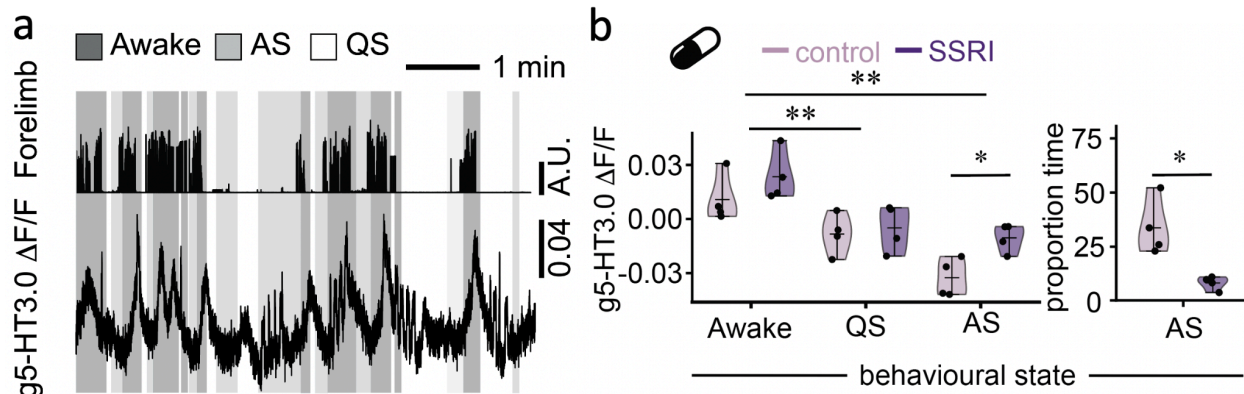 a
Awake AS QS
1 min
g5-HT3.0 ΔF/F Forelimb
A.U.
0.04
b
control SSRI
**
**
*
*
g5-HT3.0 ΔF/F
0.03
0.00
-0.03
Awake QS AS
proportion time
75
50
25
0
AS
behavioural state